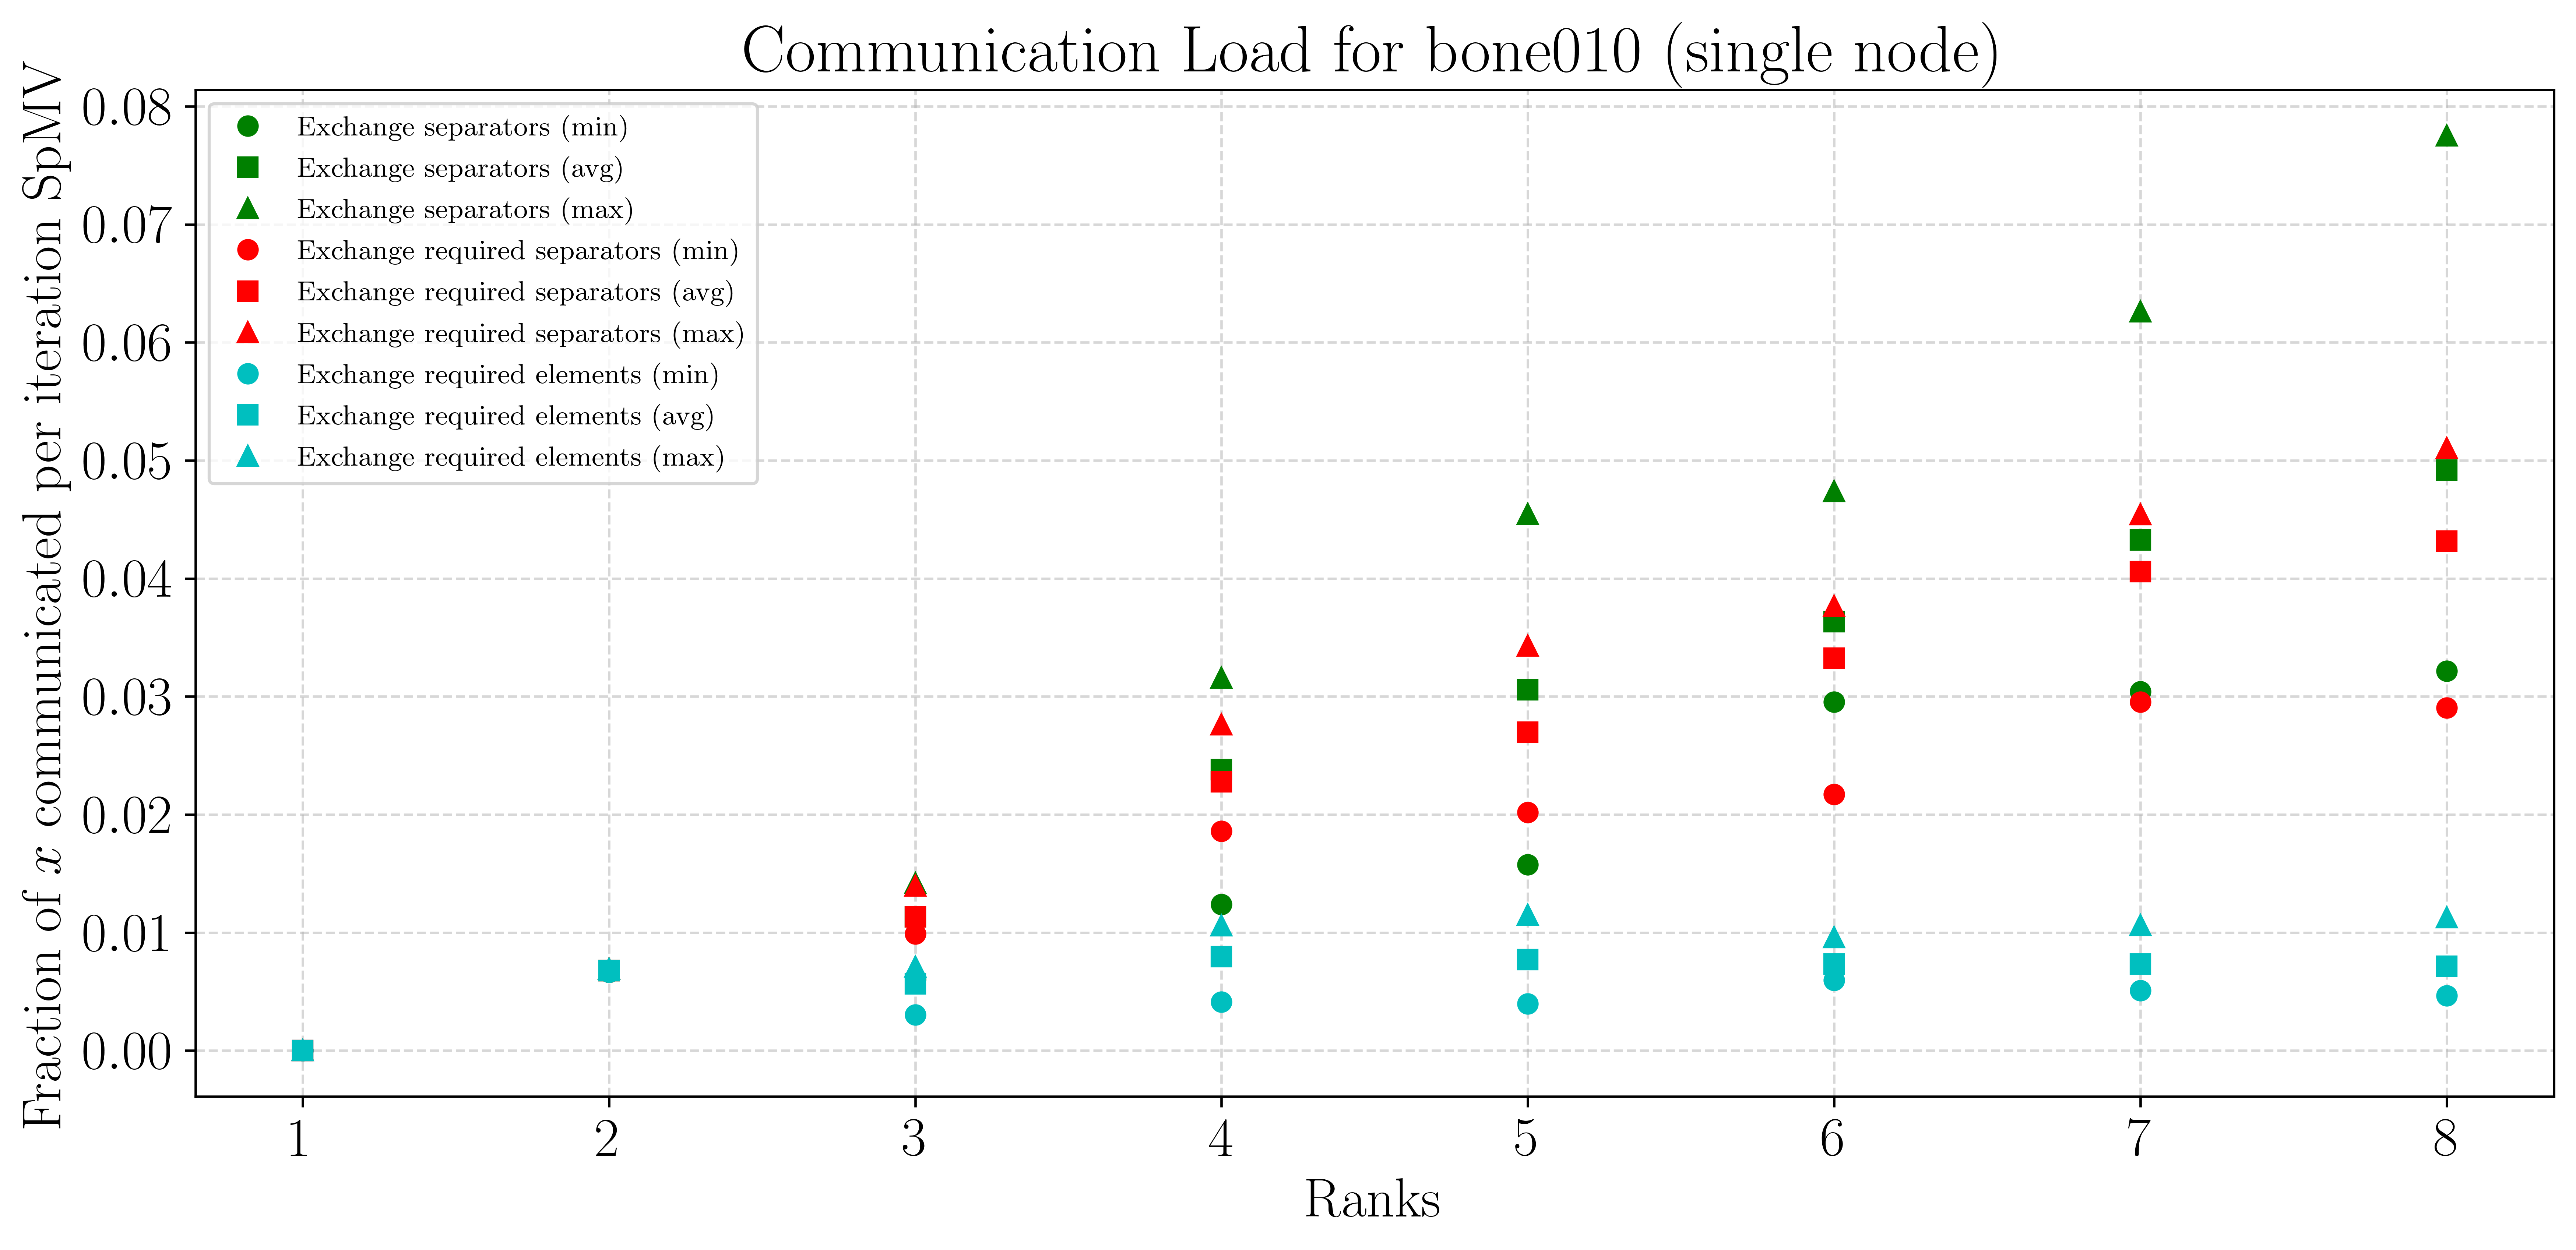 Communication Load for bone010 (single node)
Fraction of x communicated per iteration SpMV
0.08
0.07
0.06
0.05
0.04
0.03
0.02
0.01
0.00
Exchange separators (min)
Exchange separators (avg)
Exchange separators (max)
Exchange required separators (min)
Exchange required separators (avg)
Exchange required separators (max)
Exchange required elements (min)
Exchange required elements (avg)
Exchange required elements (max)
1 2 3 4 5 6 7 8
Ranks